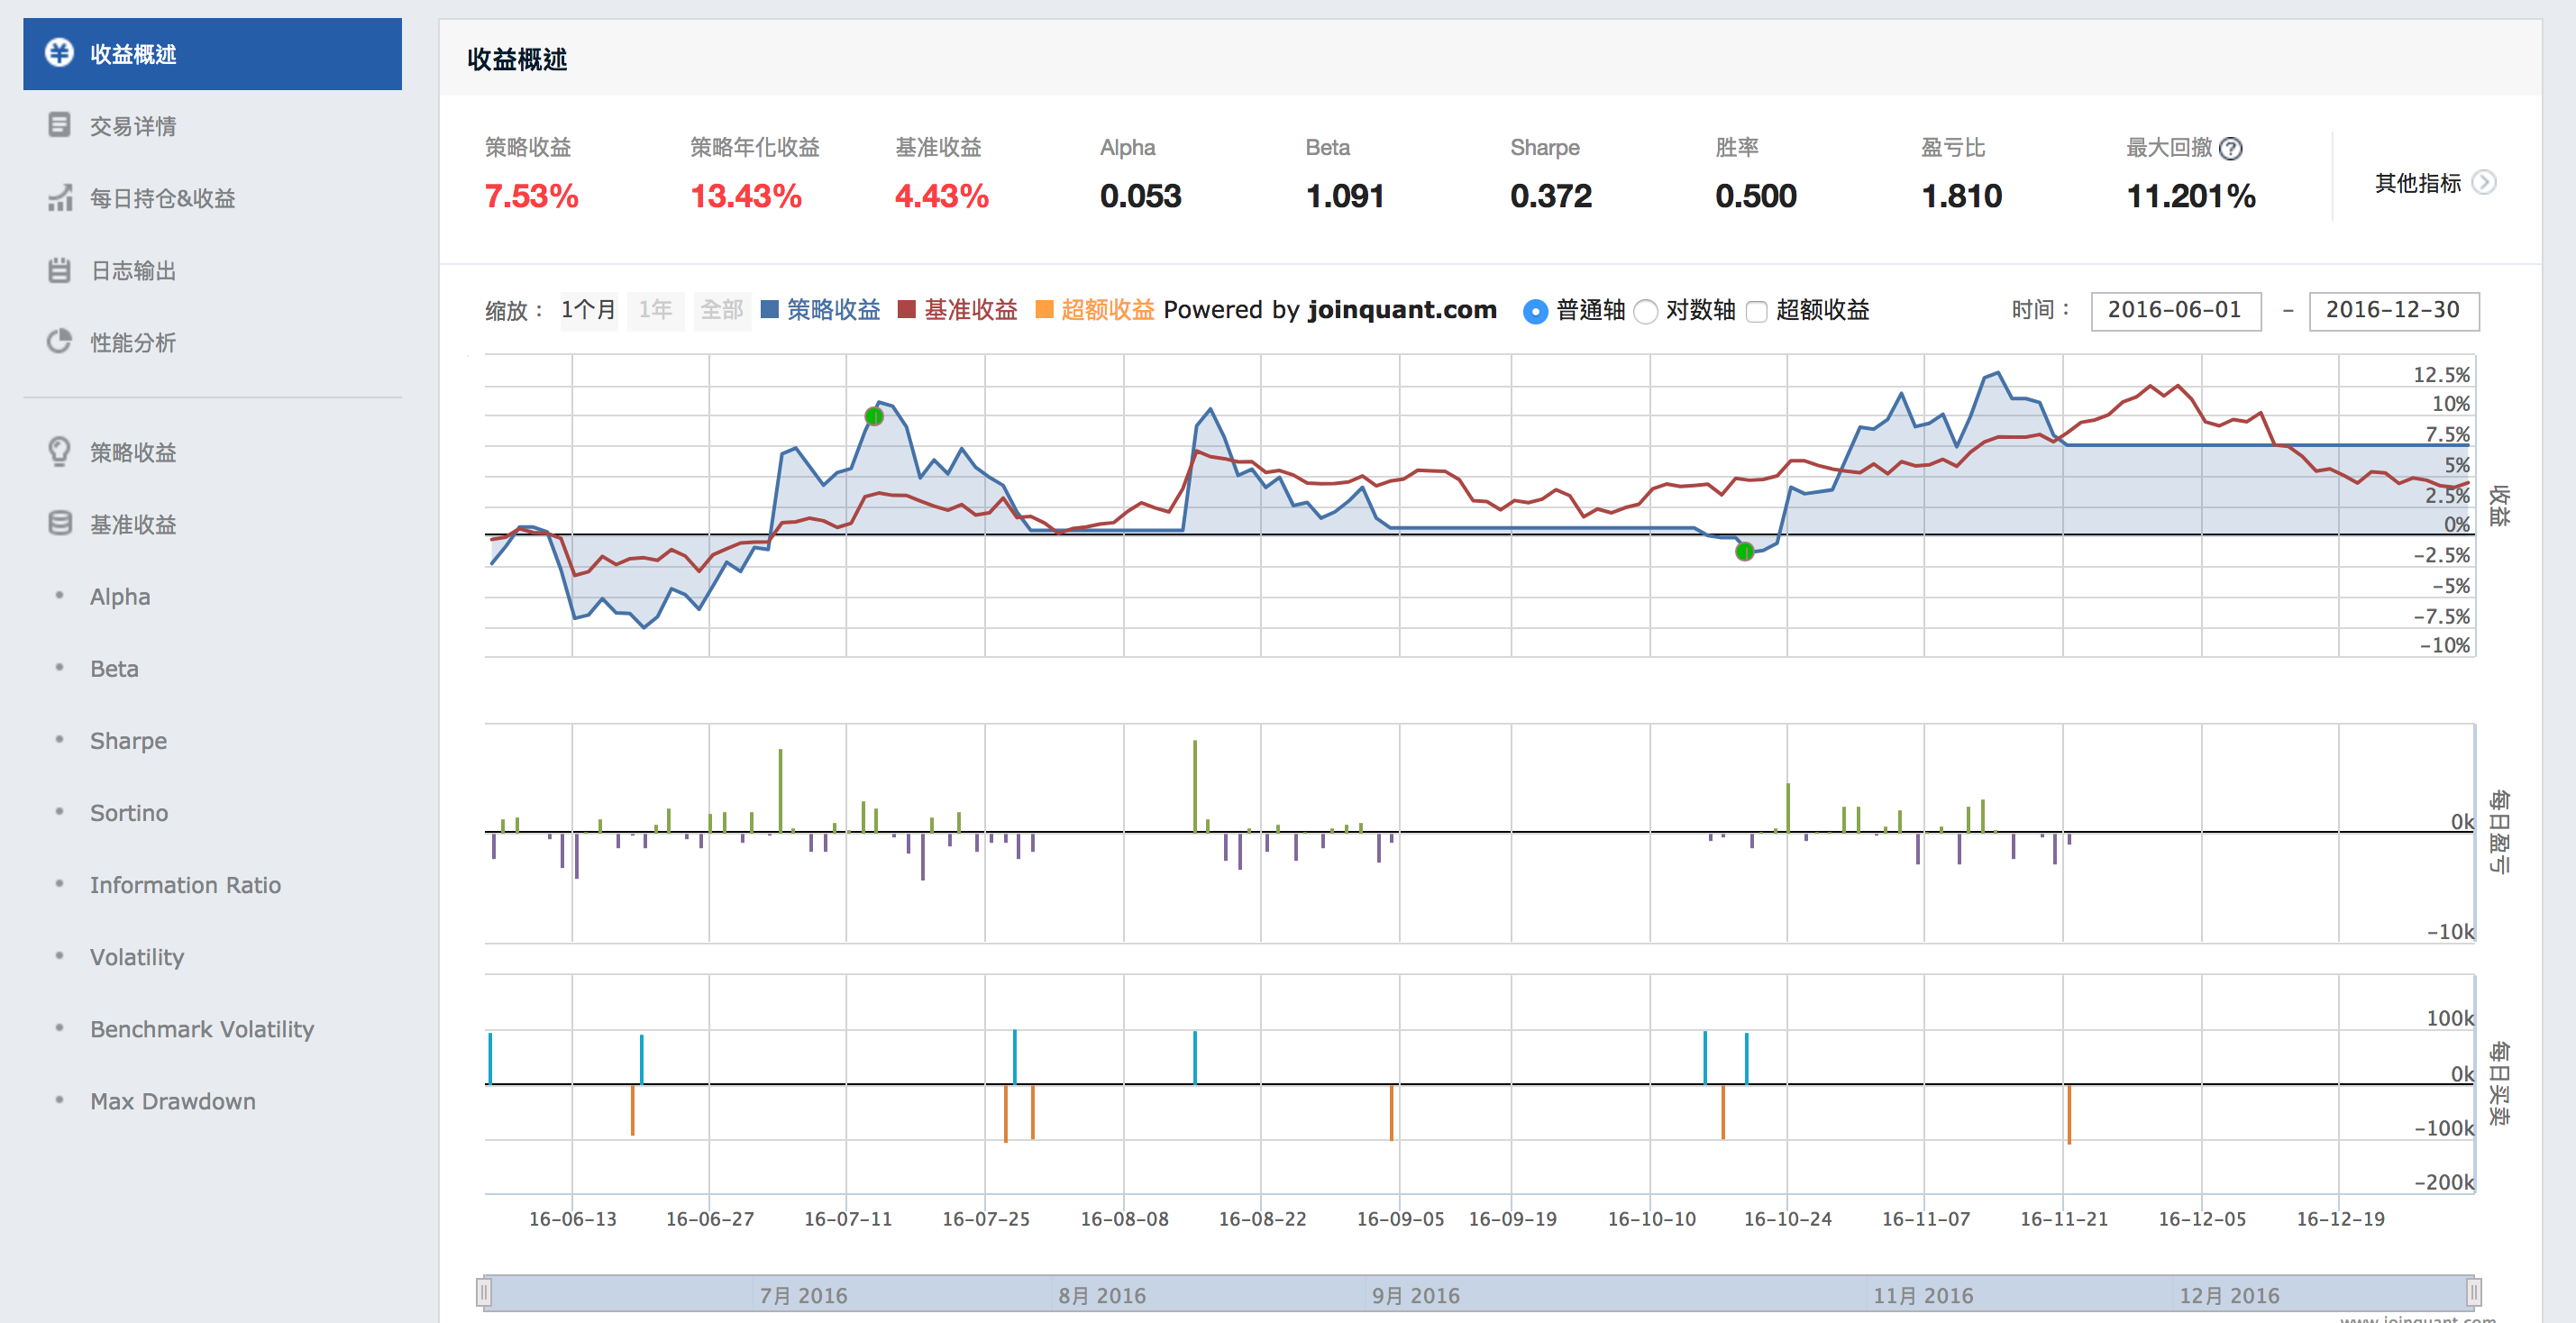 收益概述
交易详情
每日持仓&收益
日志输出
性能分析
策略收益
基准收益
Alpha
Beta
Sharpe
Sortino
Information Ratio
Volatility
Benchmark Volatility
Max Drawdown
收益概述
策略收益 策略年化收益 基准收益 Alpha Beta Sharpe 胜率 盈亏比 最大回撤 ?
7.53% 13.43% 4.43% 0.053 1.091 0.372 0.500 1.810 11.201%
其他指标
缩放： 1个月 1年 全部 策略收益 基准收益 超额收益 Powered by joinquant.com 普通轴 对数轴 超额收益 时间： 2016-06-01 – 2016-12-30
12.5%
10%
7.5%
5%
2.5%
0%
-2.5%
-5%
-7.5%
-10%
收益
0k
-10k
每日盈亏
100k
0k
-100k
-200k
每日买卖
16-06-13 16-06-27 16-07-11 16-07-25 16-08-08 16-08-22 16-09-05 16-09-19 16-10-10 16-10-24 16-11-07 16-11-21 16-12-05 16-12-19
7月 2016 8月 2016 9月 2016 11月 2016 12月 2016
www.joinquant.com